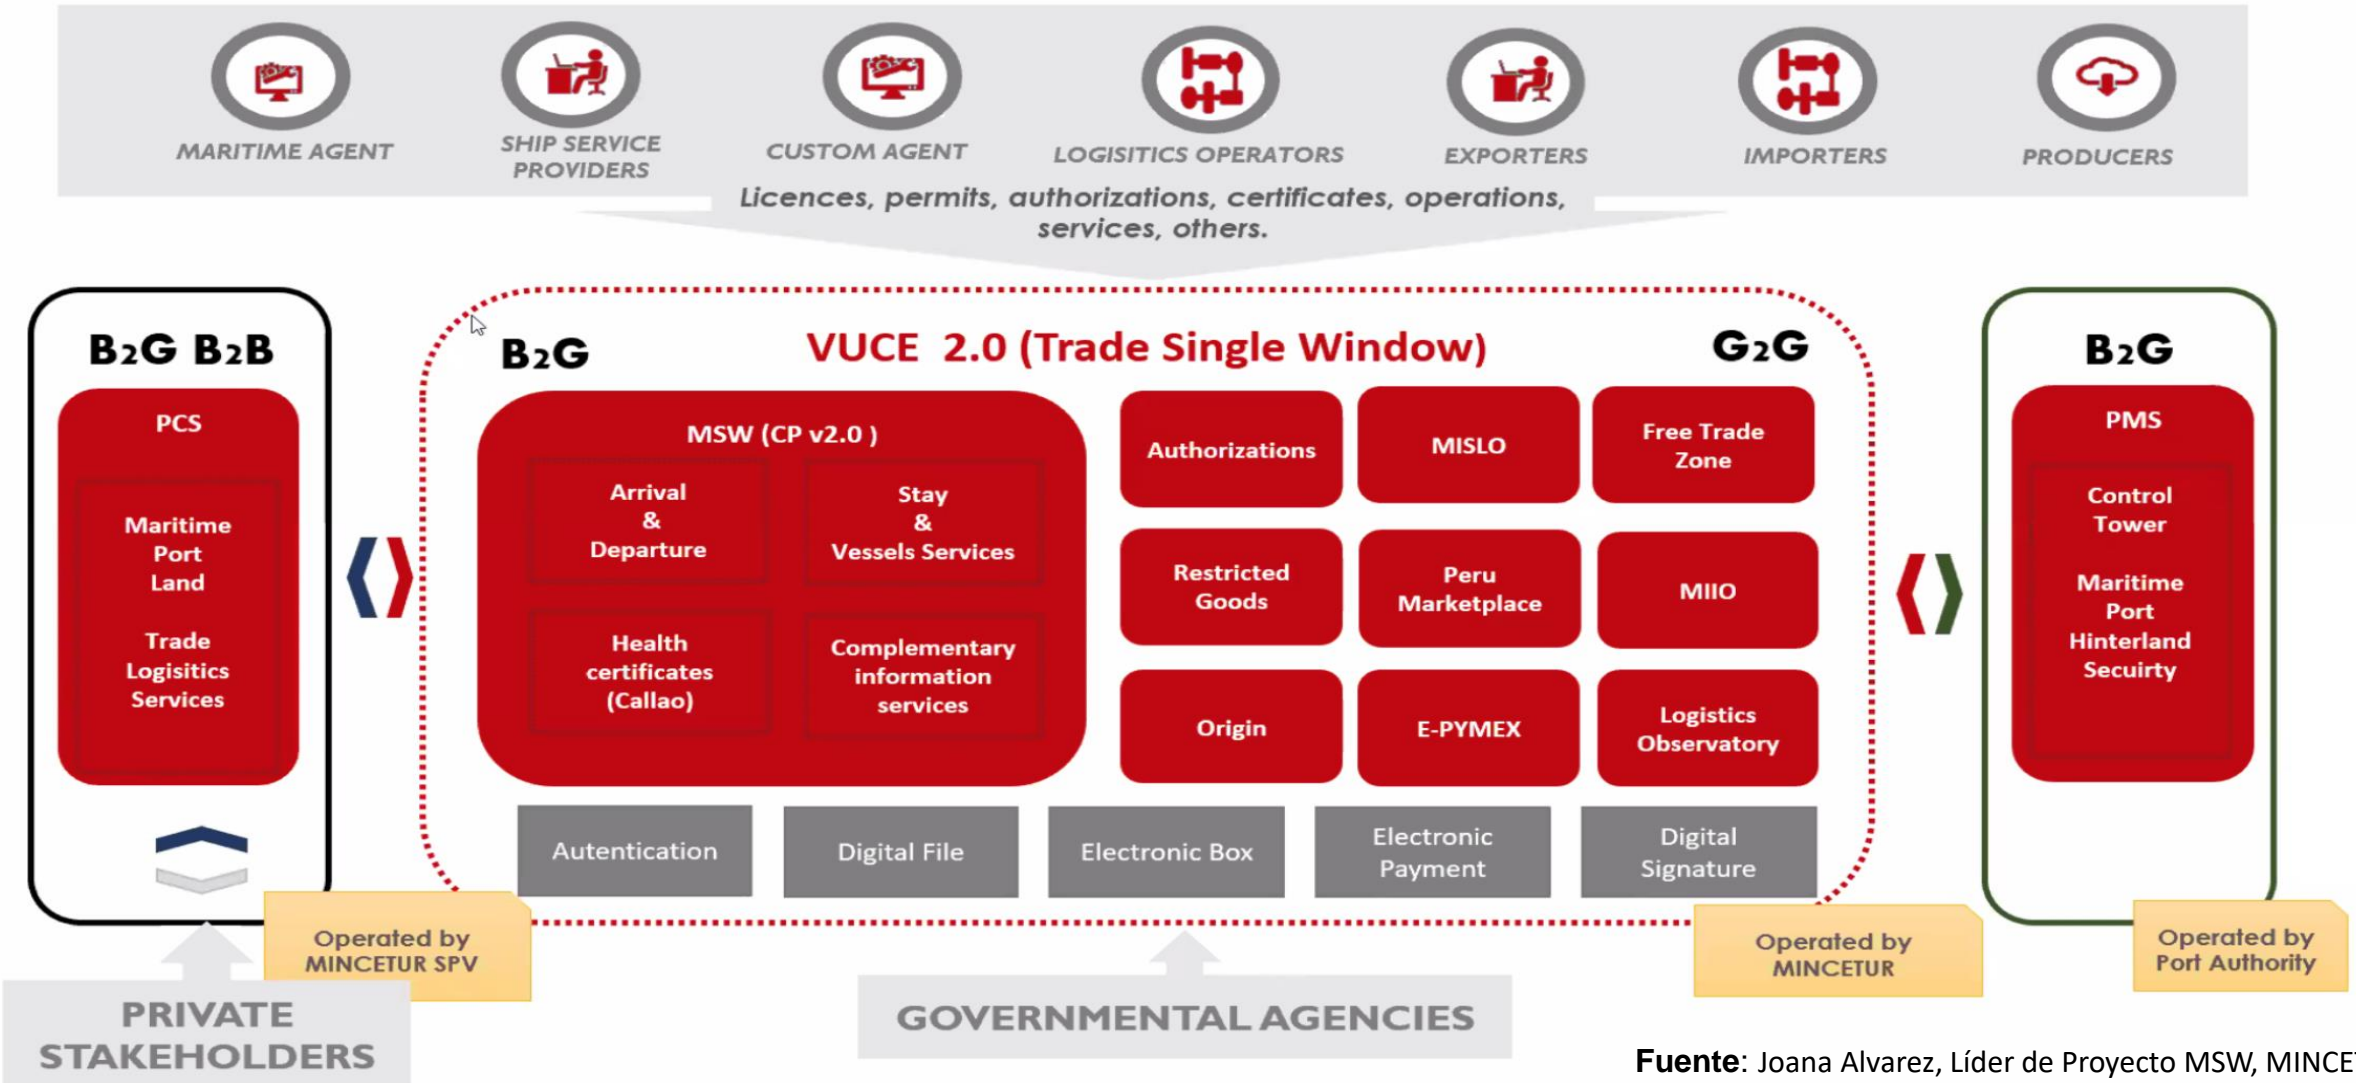 MARITIME AGENT
SHIP SERVICE
PROVIDERS
CUSTOM AGENT
LOGISITICS OPERATORS
EXPORTERS
IMPORTERS
PRODUCERS
Licences, permits, authorizations, certificates, operations,
services, others.
B2G B2B
PCS
Maritime
Port
Land
Trade
Logisitics
Services
Operated by
MINCETUR SPV
PRIVATE
STAKEHOLDERS
B2G
VUCE 2.0 (Trade Single Window)
G2G
MSW (CP v2.0 )
Arrival
&
Departure
Stay
&
Vessels Services
Health
certificates
(Callao)
Complementary
information
services
Authorizations
MISLO
Free Trade
Zone
Restricted
Goods
Peru
Marketplace
MIIO
Origin
E-PYMEX
Logistics
Observatory
Autentication
Digital File
Electronic Box
Electronic
Payment
Digital
Signature
Operated by
MINCETUR
GOVERNMENTAL AGENCIES
B2G
PMS
Control
Tower
Maritime
Port
Hinterland
Secuirty
Operated by
Port Authority
Fuente: Joana Alvarez, Líder de Proyecto MSW, MINCET